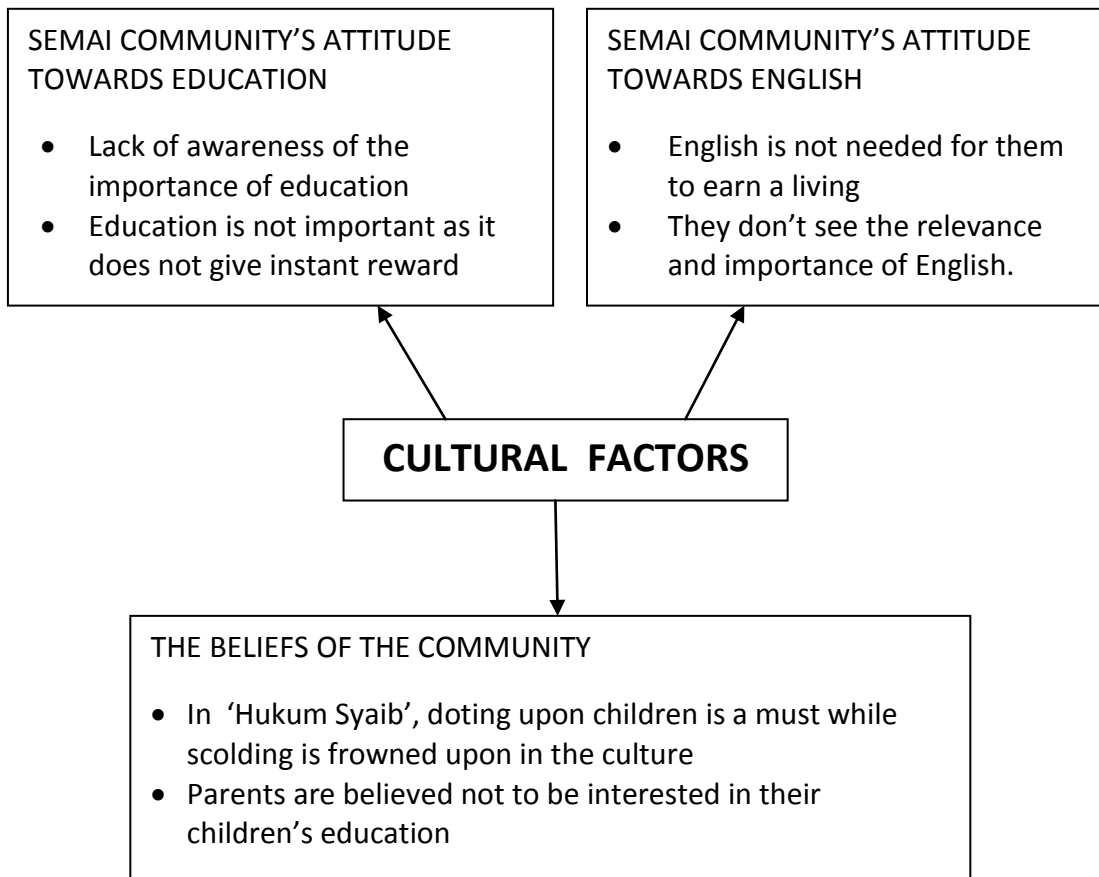 SEMAI COMMUNITY’S ATTITUDE
TOWARDS EDUCATION
• Lack of awareness of the
importance of education
• Education is not important as it
does not give instant reward
SEMAI COMMUNITY’S ATTITUDE
TOWARDS ENGLISH
• English is not needed for them
to earn a living
• They don’t see the relevance
and importance of English.
CULTURAL FACTORS
THE BELIEFS OF THE COMMUNITY
• In ‘Hukum Syaib’, doting upon children is a must while
scolding is frowned upon in the culture
• Parents are believed not to be interested in their
children’s education